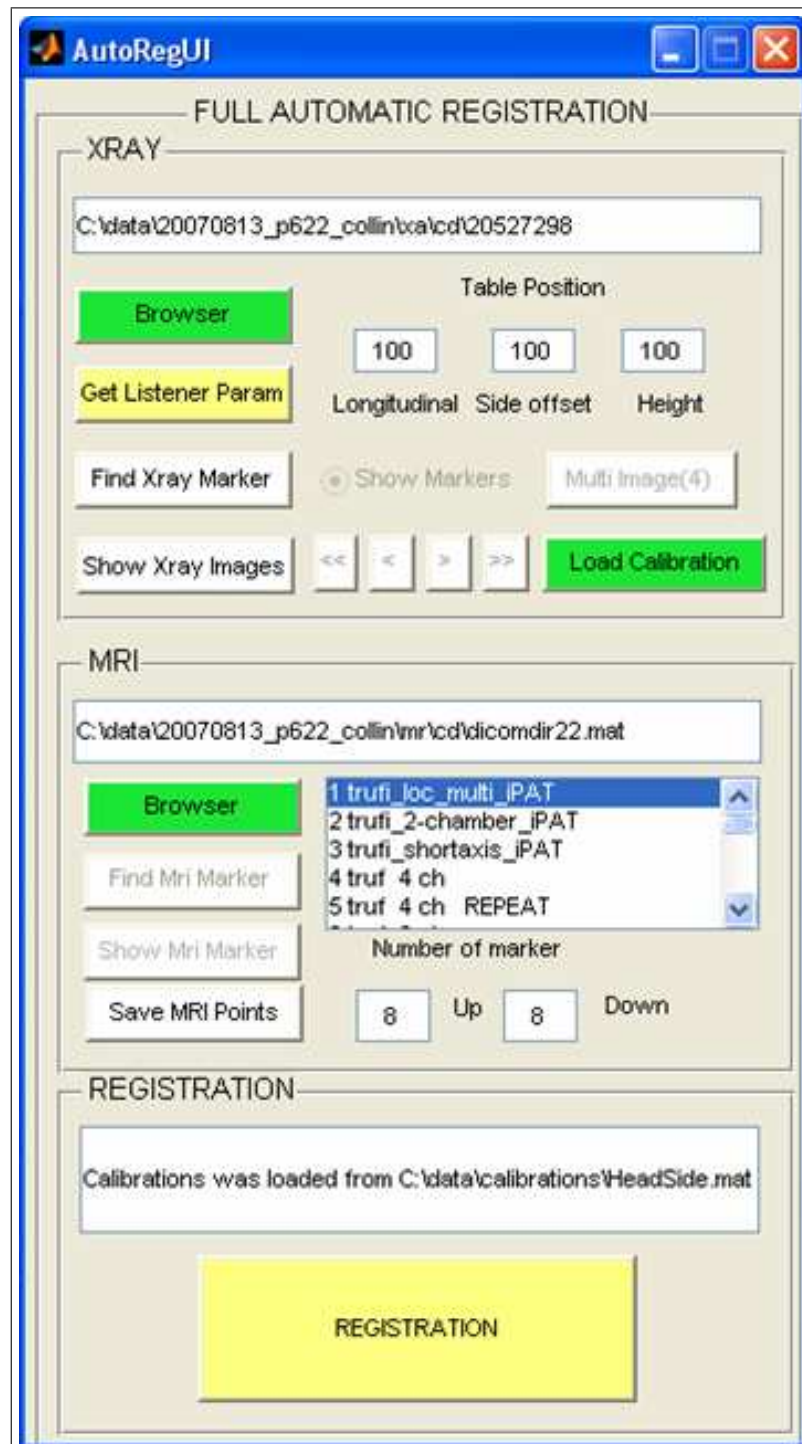 AutoRegUI
FULL AUTOMATIC REGISTRATION
XRAY
C:\data\20070813_p622_collin\xa\cd\20527298
Browser
Table Position
100 100 100
Get Listener Param
Longitudinal Side offset Height
Find Xray Marker Show Markers Multi Image(4)
Show Xray Images << < > >> Load Calibration
MRI
C:\data\20070813_p622_collin\mr\cd\dicomdir22.mat
Browser
1 trufi_loc_multi_iPAT
2 trufi_2-chamber_iPAT
3 trufi_shortaxis_iPAT
4 truf 4 ch
5 truf 4 ch REPEAT
Find Mri Marker
Show Mri Marker
Number of marker
Save MRI Points
8 Up 8 Down
REGISTRATION
Calibrations was loaded from C:\data\calibrations\HeadSide.mat
REGISTRATION